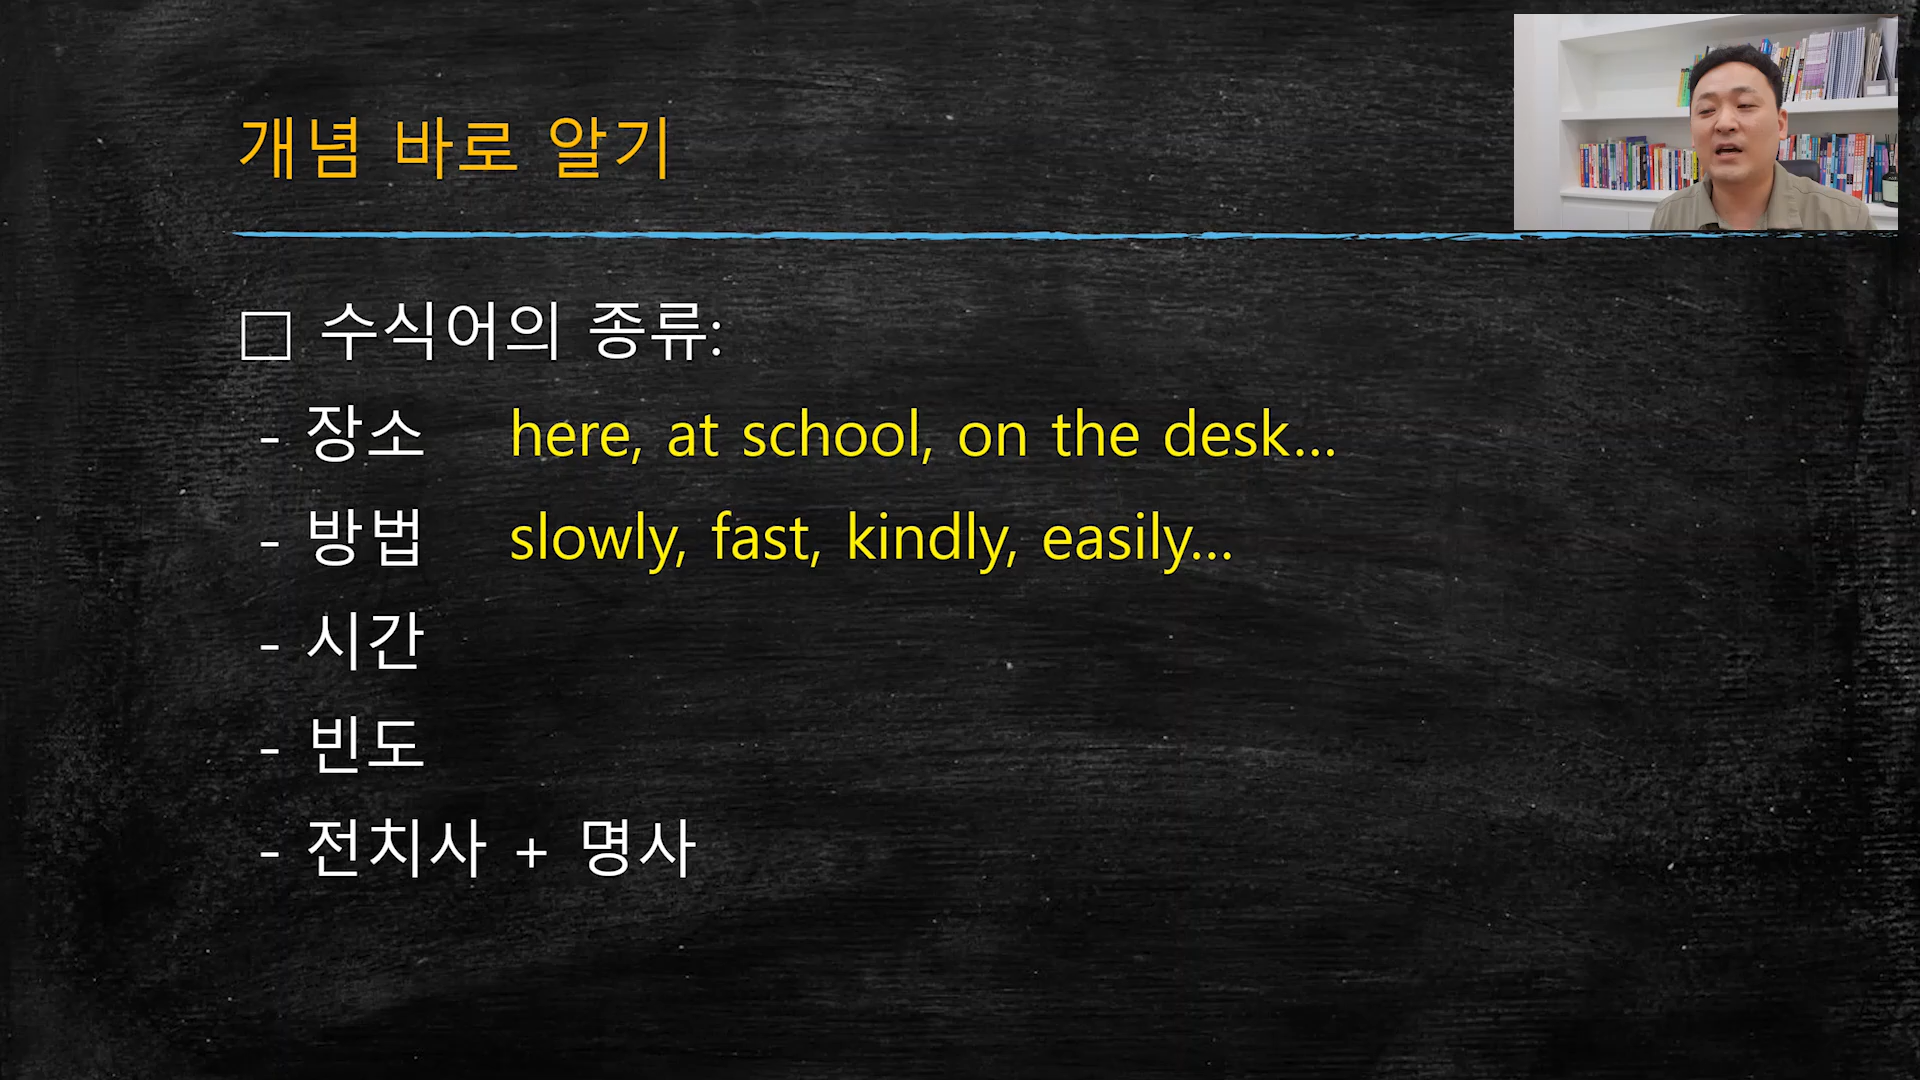 개념 바로 알기
□ 수식어의 종류:
- 장소 here, at school, on the desk...
- 방법 slowly, fast, kindly, easily...
- 시간
- 빈도
- 전치사 + 명사